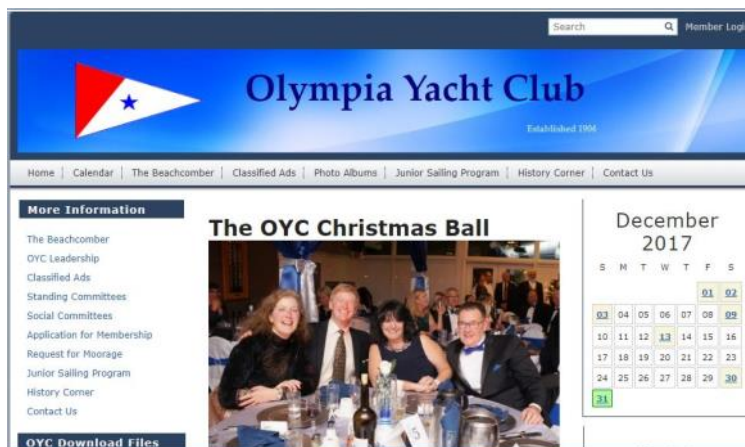 Search
Member Logi
Olympia Yacht Club
Established 1904
Home
Calendar
The Beachcomber
Classified Ads
Photo Albums
Junior Sailing Program
History Corner
Contact Us
More Information
The Beachcomber
OYC Leadership
Classified Ads
Standing Committees
Social Committees
Application for Membership
Request for Moorage
Junior Sailing Program
History Corner
Contact Us
OYC Download Files
The OYC Christmas Ball
5
December
2017
S M T W T F S
01 02
03 04 05 06 07 08 09
10 11 12 13 14 15 16
17 18 19 20 21 22 23
24 25 26 27 28 29 30
31